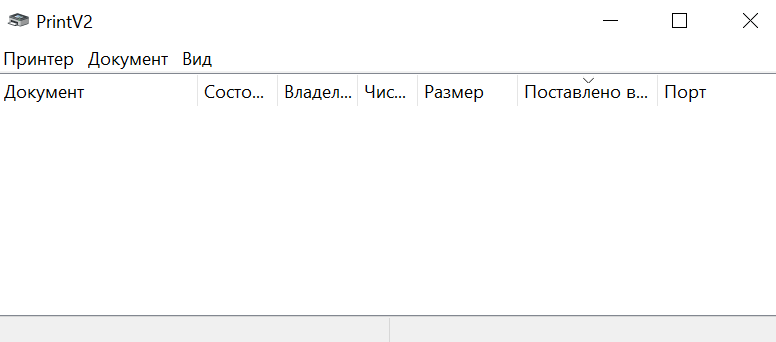 PrintV2
Принтер Документ Вид
Документ Состо... Владел... Чис... Размер Поставлено в... Порт